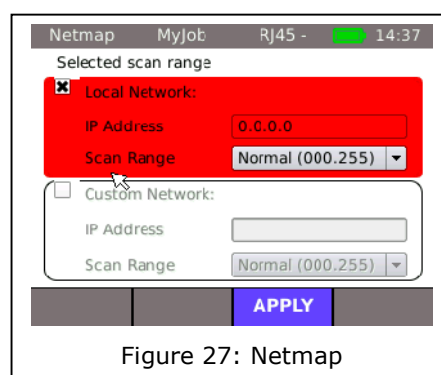 Netmap MyJob RJ45 - 14:37
Selected scan range
Local Network:
IP Address 0.0.0.0
Scan Range Normal (000.255)
Custom Network:
IP Address
Scan Range Normal (000.255)
APPLY
Figure 27: Netmap